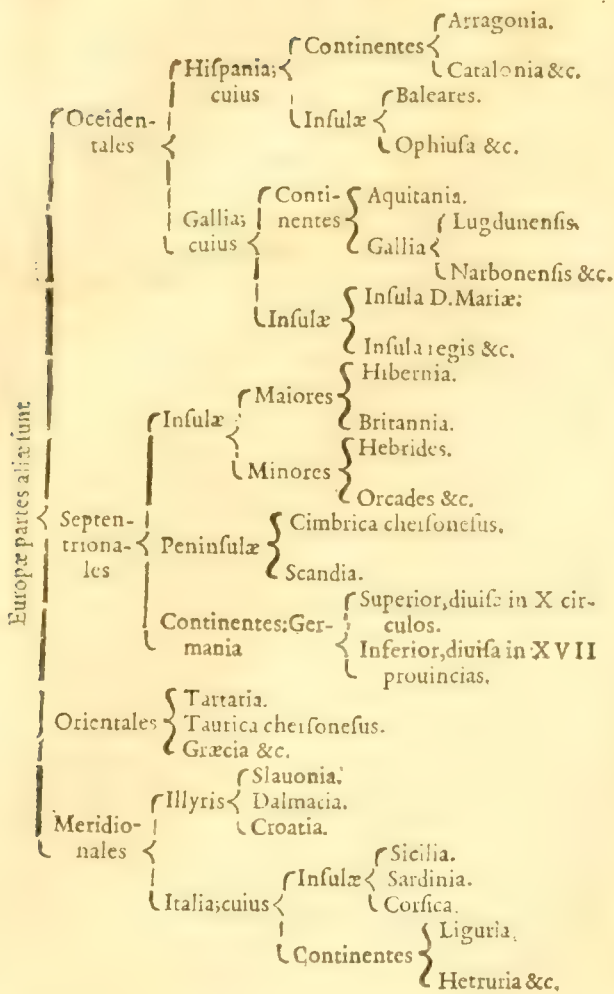 Europæ partes aliæ sunt
Occiden-
tales
Hiſpania;
cuius
Continentes
Arragonia.
Catalonia &c.
Inſulæ
Baleares.
Ophiuſa &c.
Gallia;
cuius
Conti-
nentes
Aquitania.
Gallia
Lugdunenſis.
Narbonenſis &c.
Inſulæ
Inſula D. Mariæ:
Inſula regis &c.
Septen-
triona-
les
Inſulæ
Maiores
Hibernia.
Britannia.
Minores
Hebrides.
Orcades &c.
Peninſulæ
Cimbrica cherſoneſus.
Scandia.
Continentes; Ger-
mania
Superior, diuiſa in X cir-
culos.
Inferior, diuiſa in XVII
prouincias.
Orientales
Tartaria.
Taurica cherſoneſus.
Græcia &c.
Meridio-
nales
Illyris
Slauonia.
Dalmacia.
Croatia.
Italia; cuius
Inſulæ
Sicilia.
Sardinia.
Corſica.
Continentes
Liguria.
Hetruria &c.